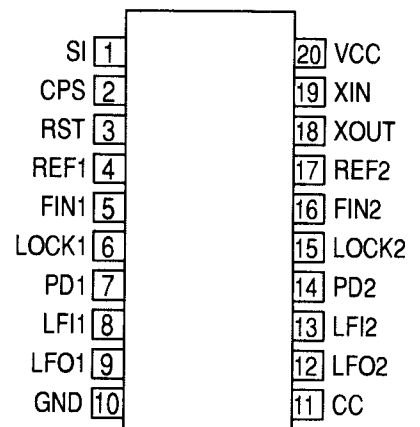 SI 1 20 VCC
CPS 2 19 XIN
RST 3 18 XOUT
REF1 4 17 REF2
FIN1 5 16 FIN2
LOCK1 6 15 LOCK2
PD1 7 14 PD2
LFI1 8 13 LFI2
LFO1 9 12 LFO2
GND 10 11 CC